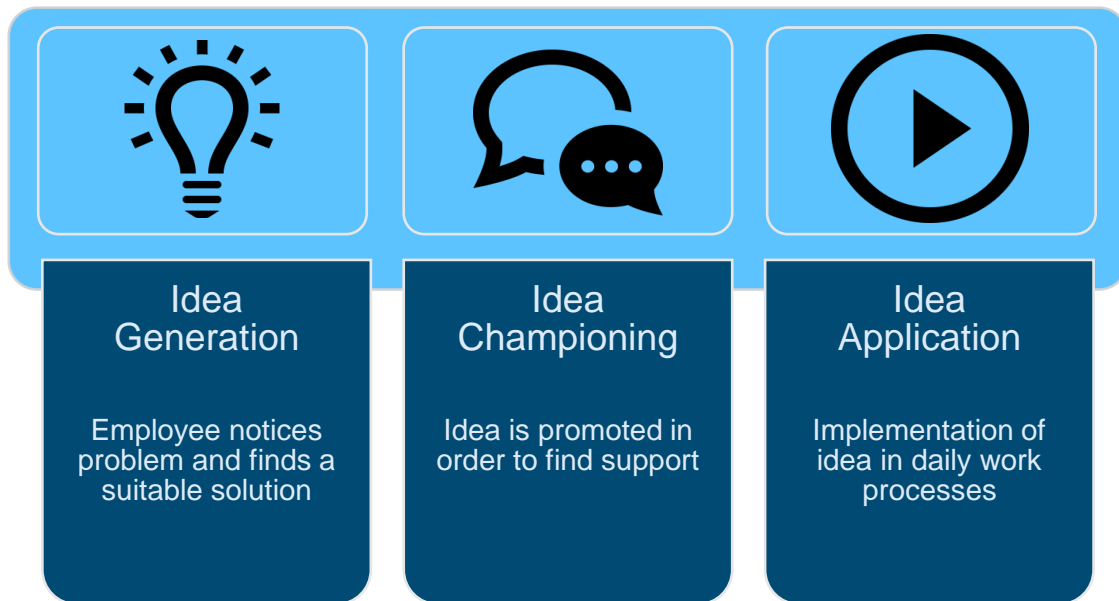 Idea
Generation
Employee notices
problem and finds a
suitable solution
Idea
Championing
Idea is promoted in
order to find support
Idea
Application
Implementation of
idea in daily work
processes